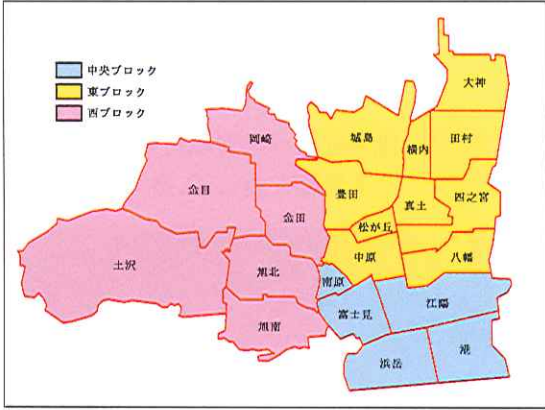 中央ブロック
東ブロック
西ブロック
大神
岡崎
城島
横内
田村
金目
豊田
真土
四之宮
金田
松が丘
土沢
旭北
中原
八幡
南原
富士見
江陽
旭南
浜岳
港